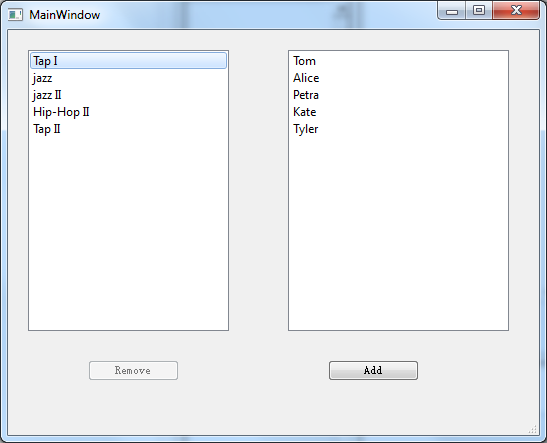 MainWindow
Tap I
jazz
jazz II
Hip-Hop II
Tap II
Tom
Alice
Petra
Kate
Tyler
Remove
Add